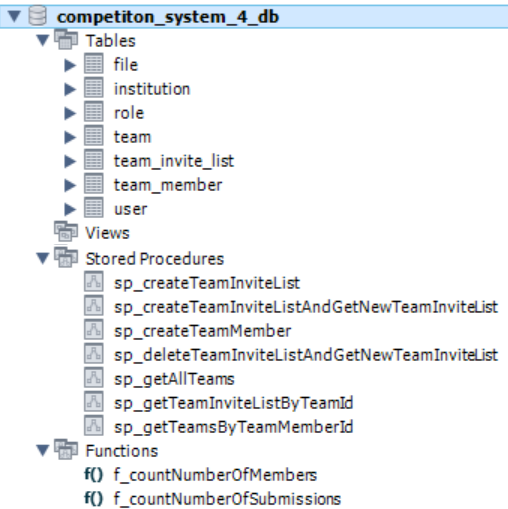 competiton_system_4_db
Tables
file
institution
role
team
team_invite_list
team_member
user
Views
Stored Procedures
sp_createTeamInviteList
sp_createTeamInviteListAndGetNewTeamInviteList
sp_createTeamMember
sp_deleteTeamInviteListAndGetNewTeamInviteList
sp_getAllTeams
sp_getTeamInviteListByTeamId
sp_getTeamsByTeamMemberId
Functions
f() f_countNumberOfMembers
f() f_countNumberOfSubmissions